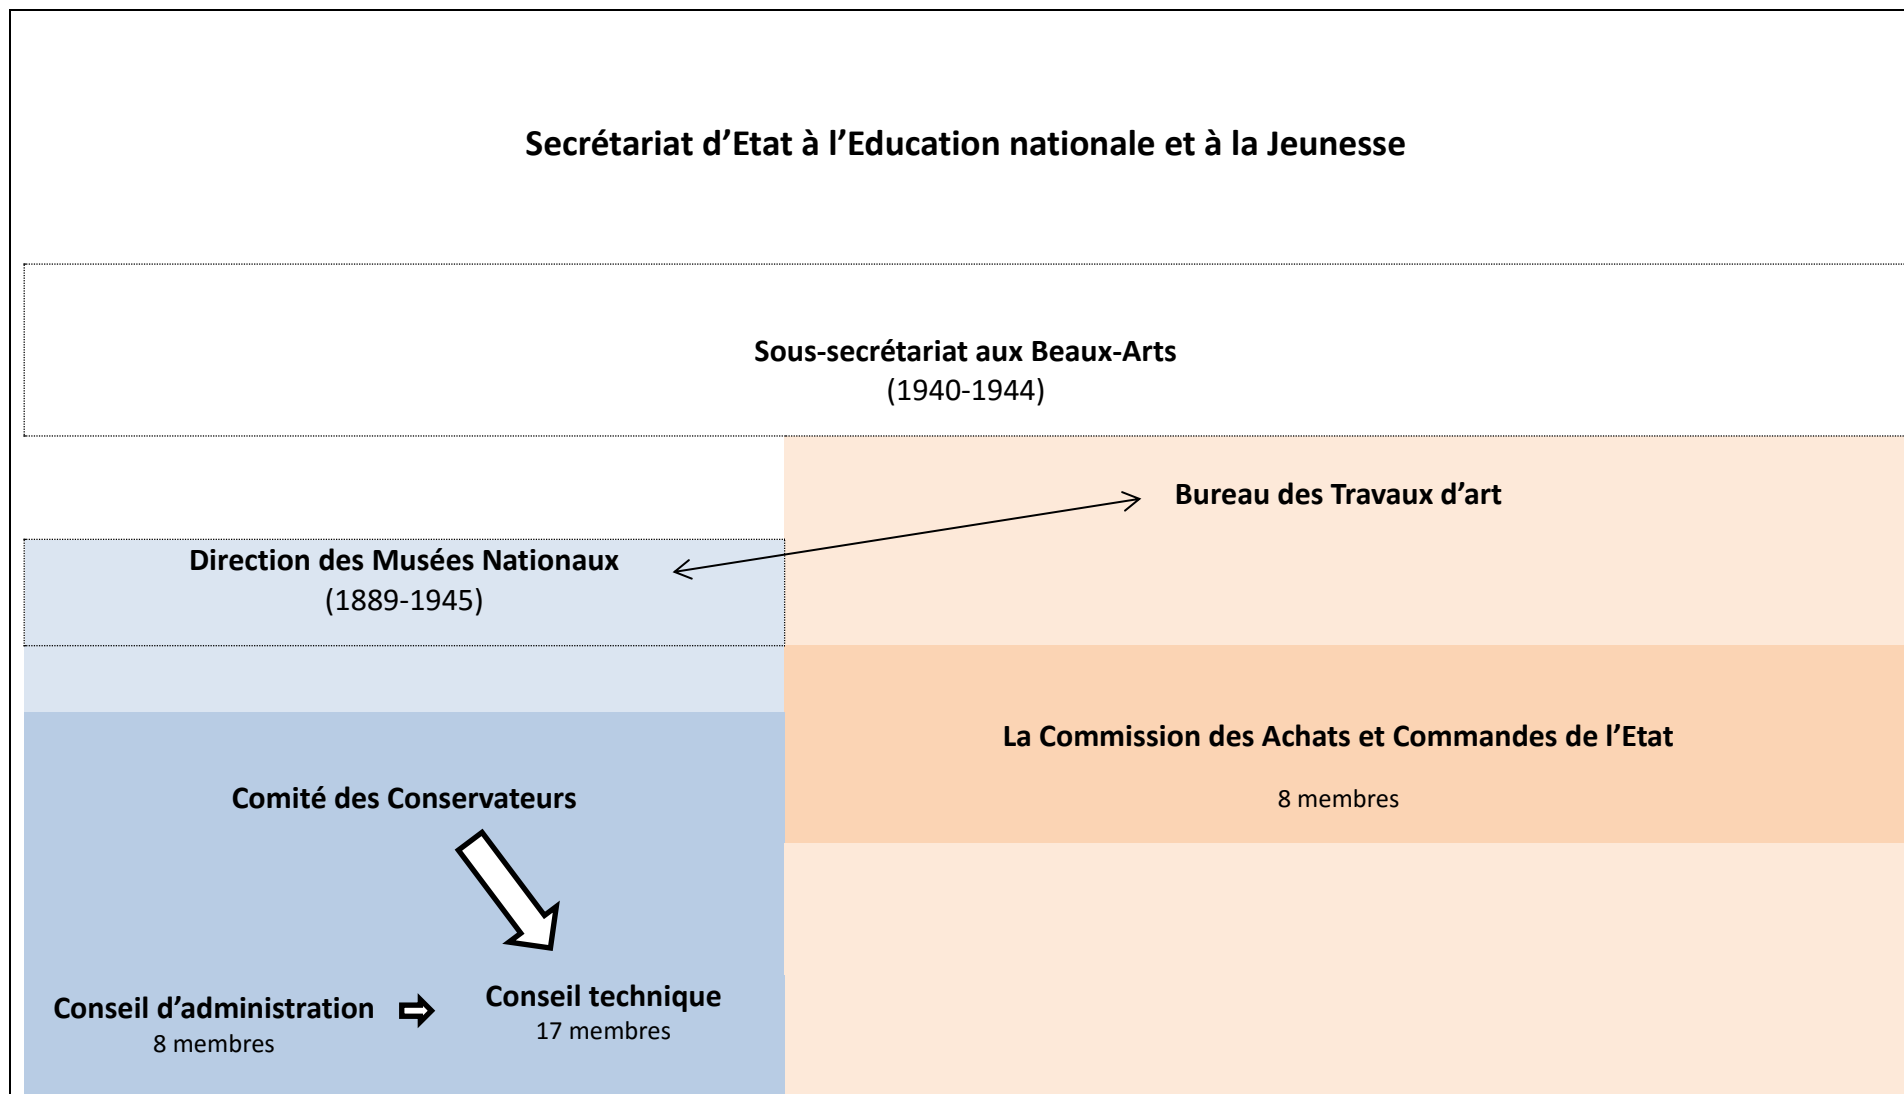 Secrétariat d’Etat à l’Education nationale et à la Jeunesse
Sous-secrétariat aux Beaux-Arts
(1940-1944)
Bureau des Travaux d’art
Direction des Musées Nationaux
(1889-1945)
La Commission des Achats et Commandes de l’Etat
8 membres
Comité des Conservateurs
Conseil d’administration
8 membres
Conseil technique
17 membres